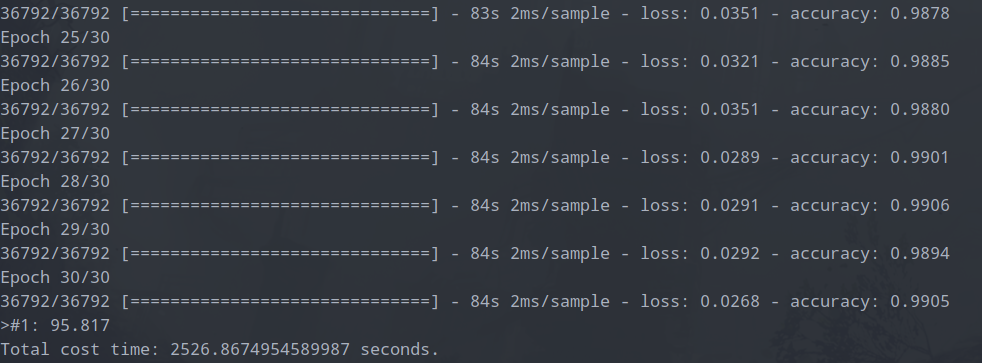 36792/36792 [==============================] - 83s 2ms/sample - loss: 0.0351 - accuracy: 0.9878
Epoch 25/30
36792/36792 [==============================] - 84s 2ms/sample - loss: 0.0321 - accuracy: 0.9885
Epoch 26/30
36792/36792 [==============================] - 84s 2ms/sample - loss: 0.0351 - accuracy: 0.9880
Epoch 27/30
36792/36792 [==============================] - 84s 2ms/sample - loss: 0.0289 - accuracy: 0.9901
Epoch 28/30
36792/36792 [==============================] - 84s 2ms/sample - loss: 0.0291 - accuracy: 0.9906
Epoch 29/30
36792/36792 [==============================] - 84s 2ms/sample - loss: 0.0292 - accuracy: 0.9894
Epoch 30/30
36792/36792 [==============================] - 84s 2ms/sample - loss: 0.0268 - accuracy: 0.9905
>#1: 95.817
Total cost time: 2526.8674954589987 seconds.